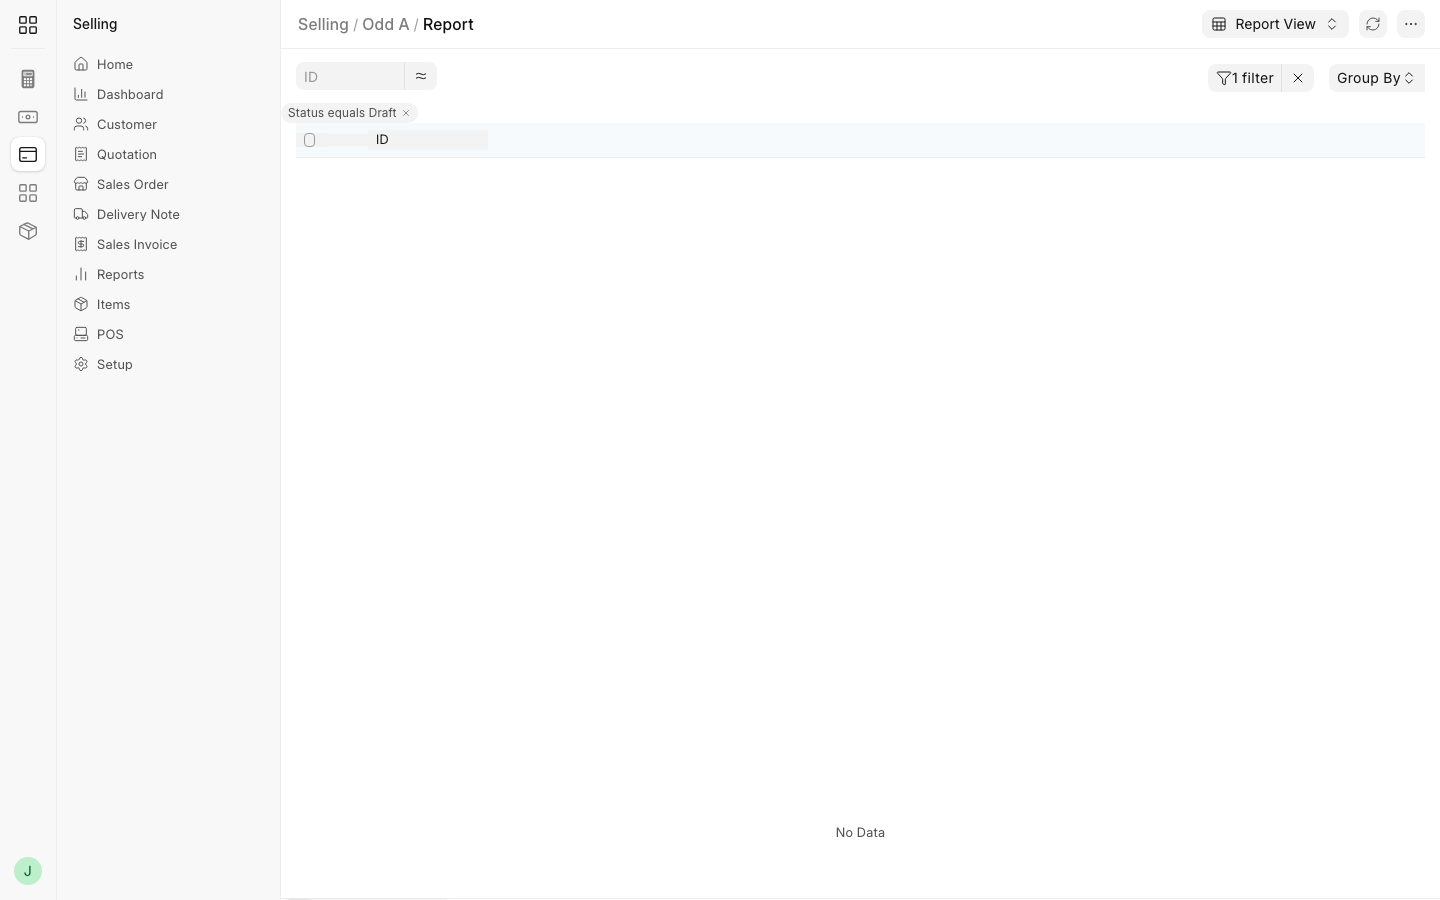 Selling
Home
Dashboard
Customer
Quotation
Sales Order
Delivery Note
Sales Invoice
Reports
Items
POS
Setup
J
Selling / Odd A / Report
Report View
ID
≈
1 filter
Group By
Status equals Draft ×
ID
No Data